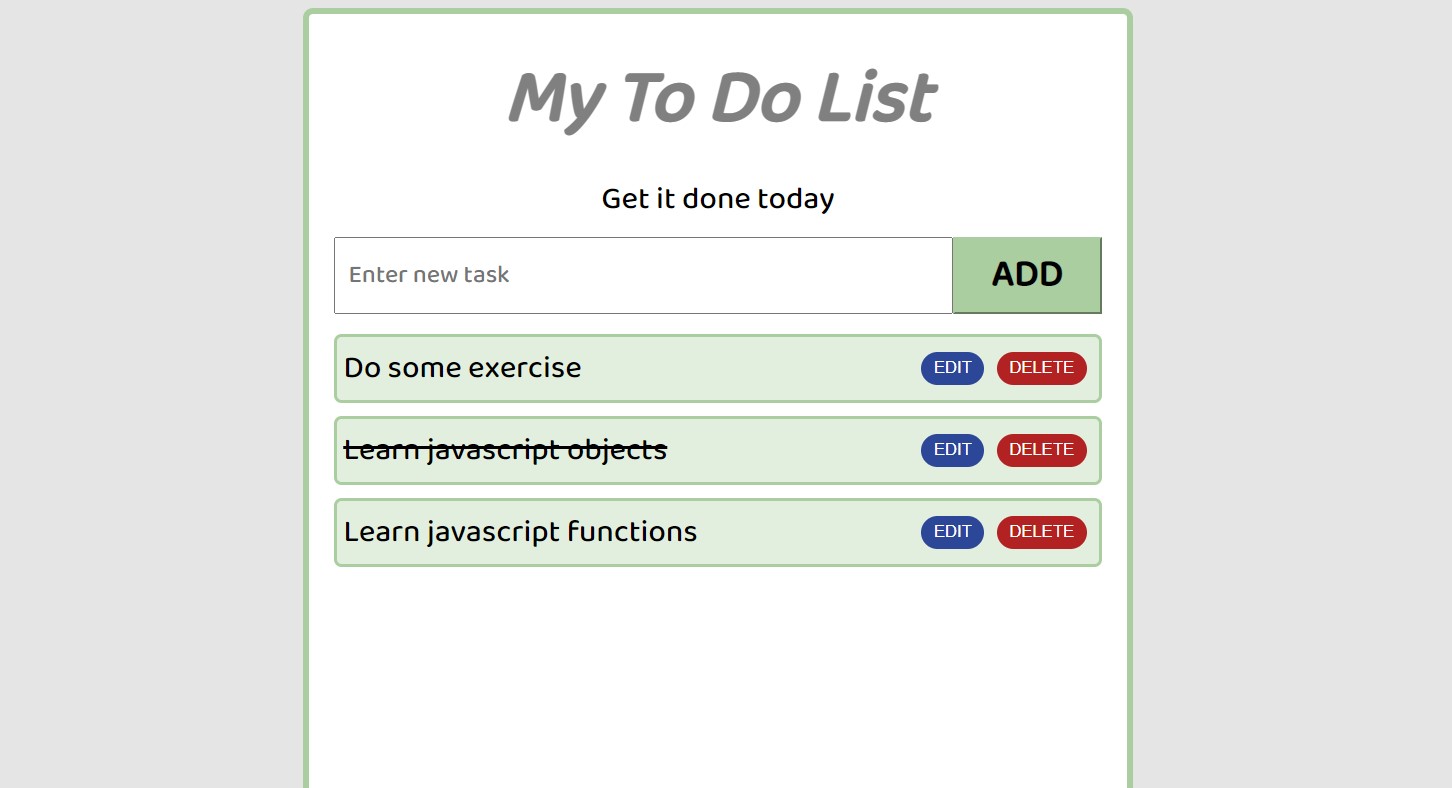 My To Do List
Get it done today
Enter new task ADD
Do some exercise EDIT DELETE
Learn javascript objects EDIT DELETE
Learn javascript functions EDIT DELETE